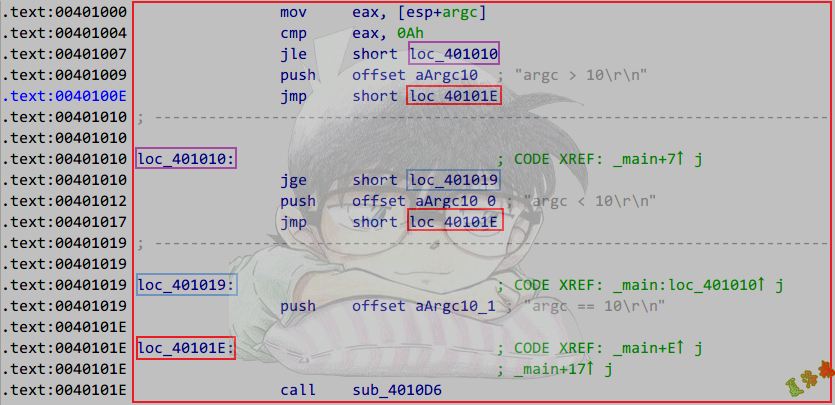 .text:00401000 mov eax, [esp+argc]
.text:00401004 cmp eax, 0Ah
.text:00401007 jle short loc_401010
.text:00401009 push offset aArgc10 ; "argc > 10\r\n"
.text:0040100E jmp short loc_40101E
.text:00401010 ; ---------------------------------------------------------------------------
.text:00401010
.text:00401010 loc_401010: ; CODE XREF: _main+7↑ j
.text:00401010 jge short loc_401019
.text:00401012 push offset aArgc10_0 ; "argc < 10\r\n"
.text:00401017 jmp short loc_40101E
.text:00401019 ; ---------------------------------------------------------------------------
.text:00401019
.text:00401019 loc_401019: ; CODE XREF: _main:loc_401010↑ j
.text:00401019 push offset aArgc10_1 ; "argc == 10\r\n"
.text:0040101E
.text:0040101E loc_40101E: ; CODE XREF: _main+E↑ j
.text:0040101E ; _main+17↑ j
.text:0040101E call sub_4010D6